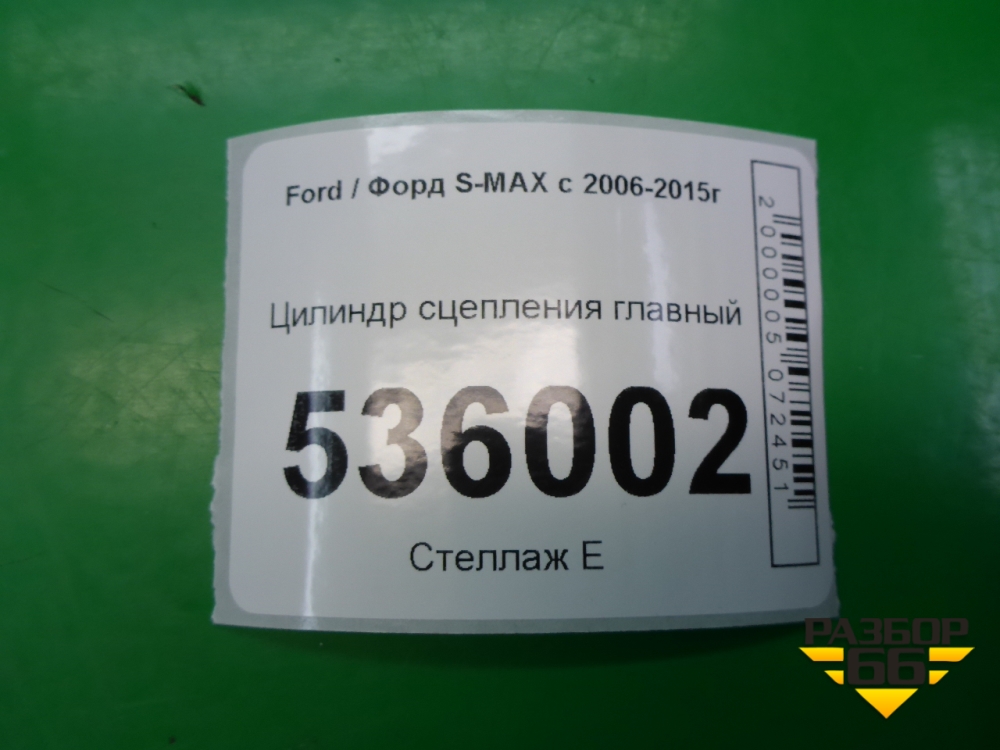 Ford / Форд S-MAX с 2006-2015г
Цилиндр сцепления главный
536002
Стеллаж Е
2000005072451
РАЗБОР
66